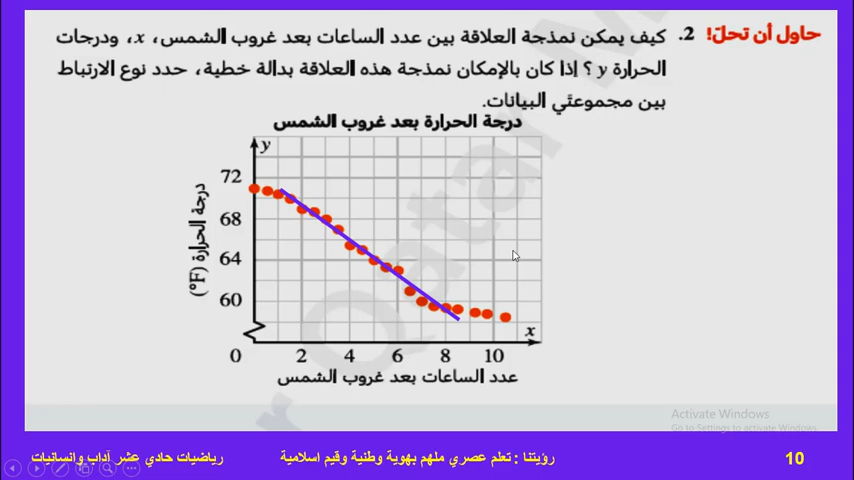 حاول أن تحلّ! 2. كيف يمكن نمذجة العلاقة بين عدد الساعات بعد غروب الشمس، x، ودرجات
الحرارة y ؟ إذا كان بالإمكان نمذجة هذه العلاقة بدالة خطية، حدد نوع الارتباط
بين مجموعتَي البيانات.
درجة الحرارة بعد غروب الشمس
y
72
68
64
60
درجة الحرارة (°F)
x
0 2 4 6 8 10
عدد الساعات بعد غروب الشمس
Activate Windows
Go to Settings to activate Windows.
رياضيات حادي عشر آداب وانسانيات
رؤيتنا : تعلم عصري ملهم بهوية وطنية وقيم اسلامية
10